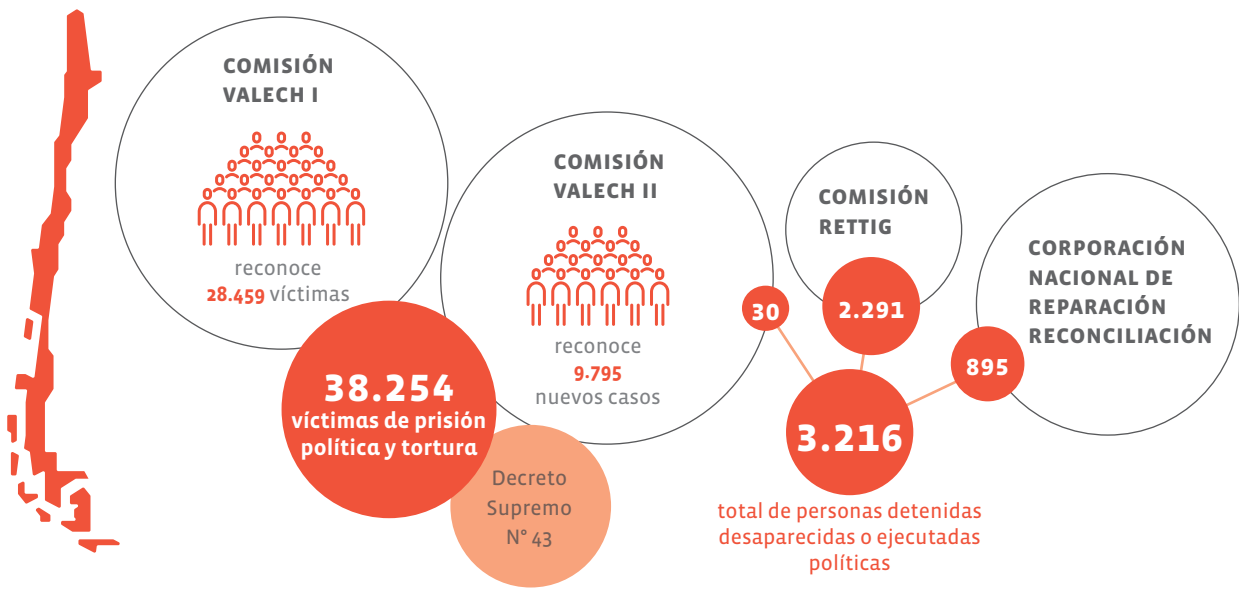 COMISIÓN
VALECH I
reconoce
28.459 víctimas
38.254
víctimas de prisión
política y tortura
COMISIÓN
VALECH II
reconoce
9.795
nuevos casos
Decreto
Supremo
N° 43
30
COMISIÓN
RETTIG
2.291
CORPORACIÓN
NACIONAL DE
REPARACIÓN
RECONCILIACIÓN
895
3.216
total de personas detenidas
desaparecidas o ejecutadas
políticas